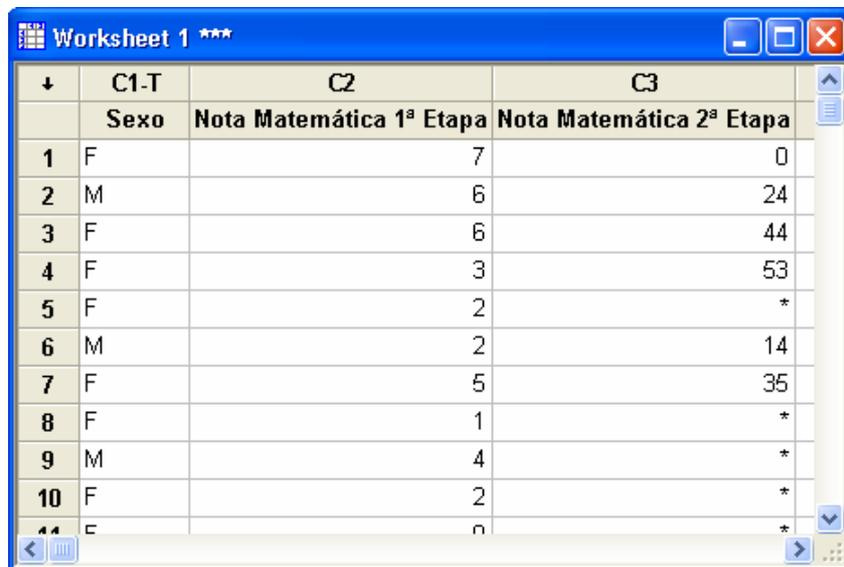 Worksheet 1 ***
↓ C1-T C2 C3
Sexo Nota Matemática 1ª Etapa Nota Matemática 2ª Etapa
1 F 7 0
2 M 6 24
3 F 6 44
4 F 3 53
5 F 2 *
6 M 2 14
7 F 5 35
8 F 1 *
9 M 4 *
10 F 2 *
11 F 0 *